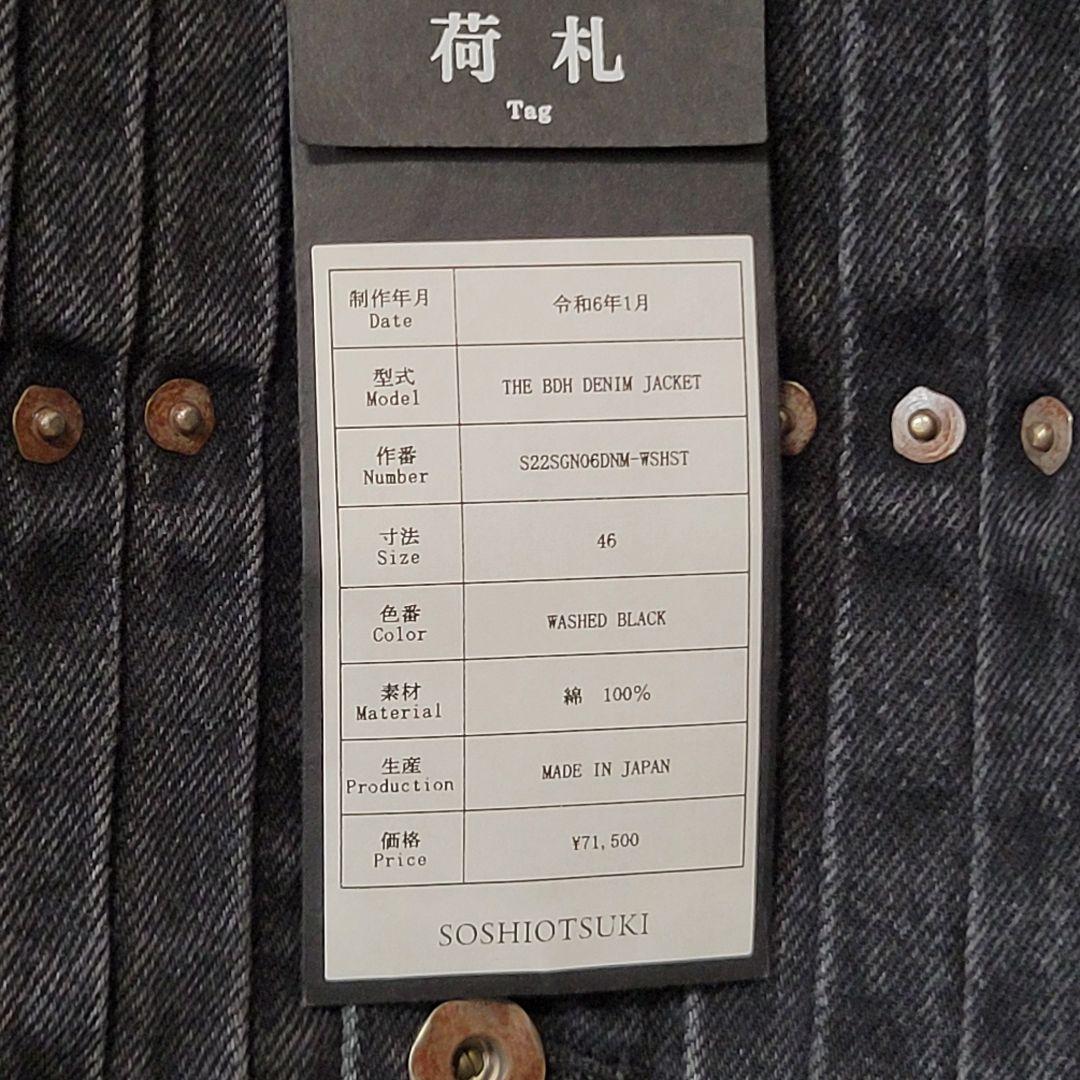 荷札
Tag
制作年月
Date
令和6年1月
型式
Model
THE BDH DENIM JACKET
作番
Number
S22SGN06DNM-WSHST
寸法
Size
46
色番
Color
WASHED BLACK
素材
Material
綿 100%
生産
Production
MADE IN JAPAN
価格
Price
¥71,500
SOSHIOTSUKI